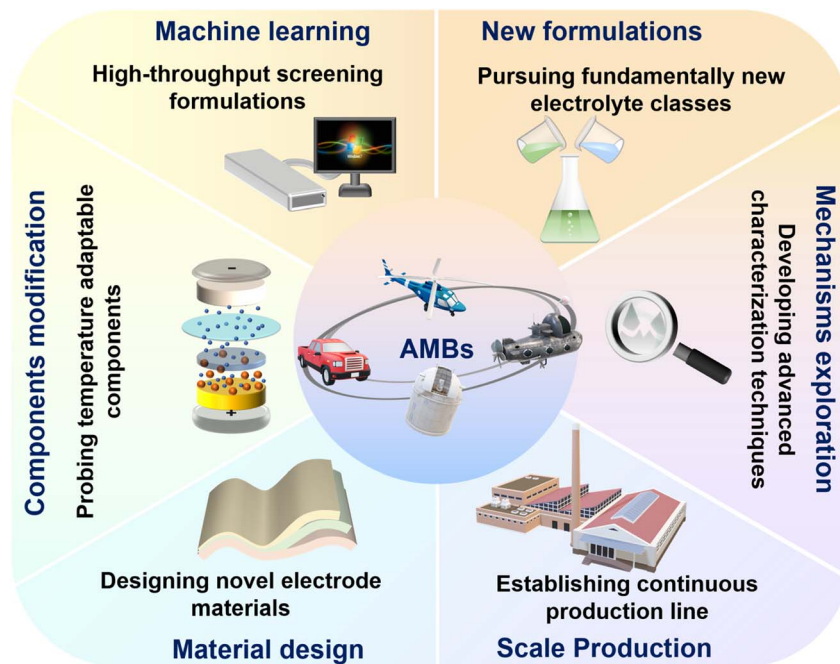 Machine learning
High-throughput screening
formulations
New formulations
Pursuing fundamentally new
electrolyte classes
Components modification
Probing temperature adaptable
components
-
+
AMBs
Mechanisms exploration
Developing advanced
characterization techniques
Designing novel electrode
materials
Material design
Establishing continuous
production line
Scale Production